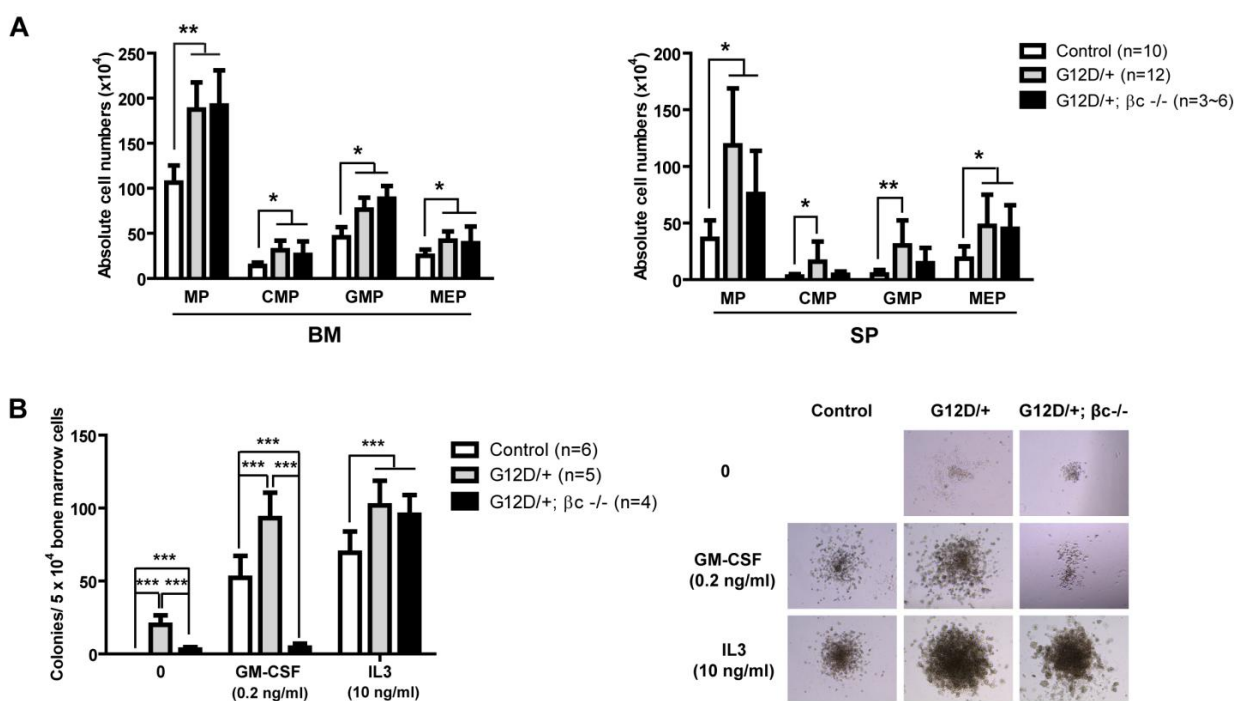 A
Absolute cell numbers (x10⁴)
250
200
150
100
50
0
**
*
*
*
MP CMP GMP MEP
BM
Absolute cell numbers (x10⁴)
200
150
100
50
0
*
*
**
*
MP CMP GMP MEP
SP
Control (n=10)
G12D/+ (n=12)
G12D/+; βc -/- (n=3~6)
B
Colonies/ 5 x 10⁴ bone marrow cells
150
100
50
0
***
*** ***
***
*** ***
***
0 GM-CSF IL3
(0.2 ng/ml) (10 ng/ml)
Control (n=6)
G12D/+ (n=5)
G12D/+; βc -/- (n=4)
Control G12D/+ G12D/+; βc-/-
0
GM-CSF
(0.2 ng/ml)
IL3
(10 ng/ml)